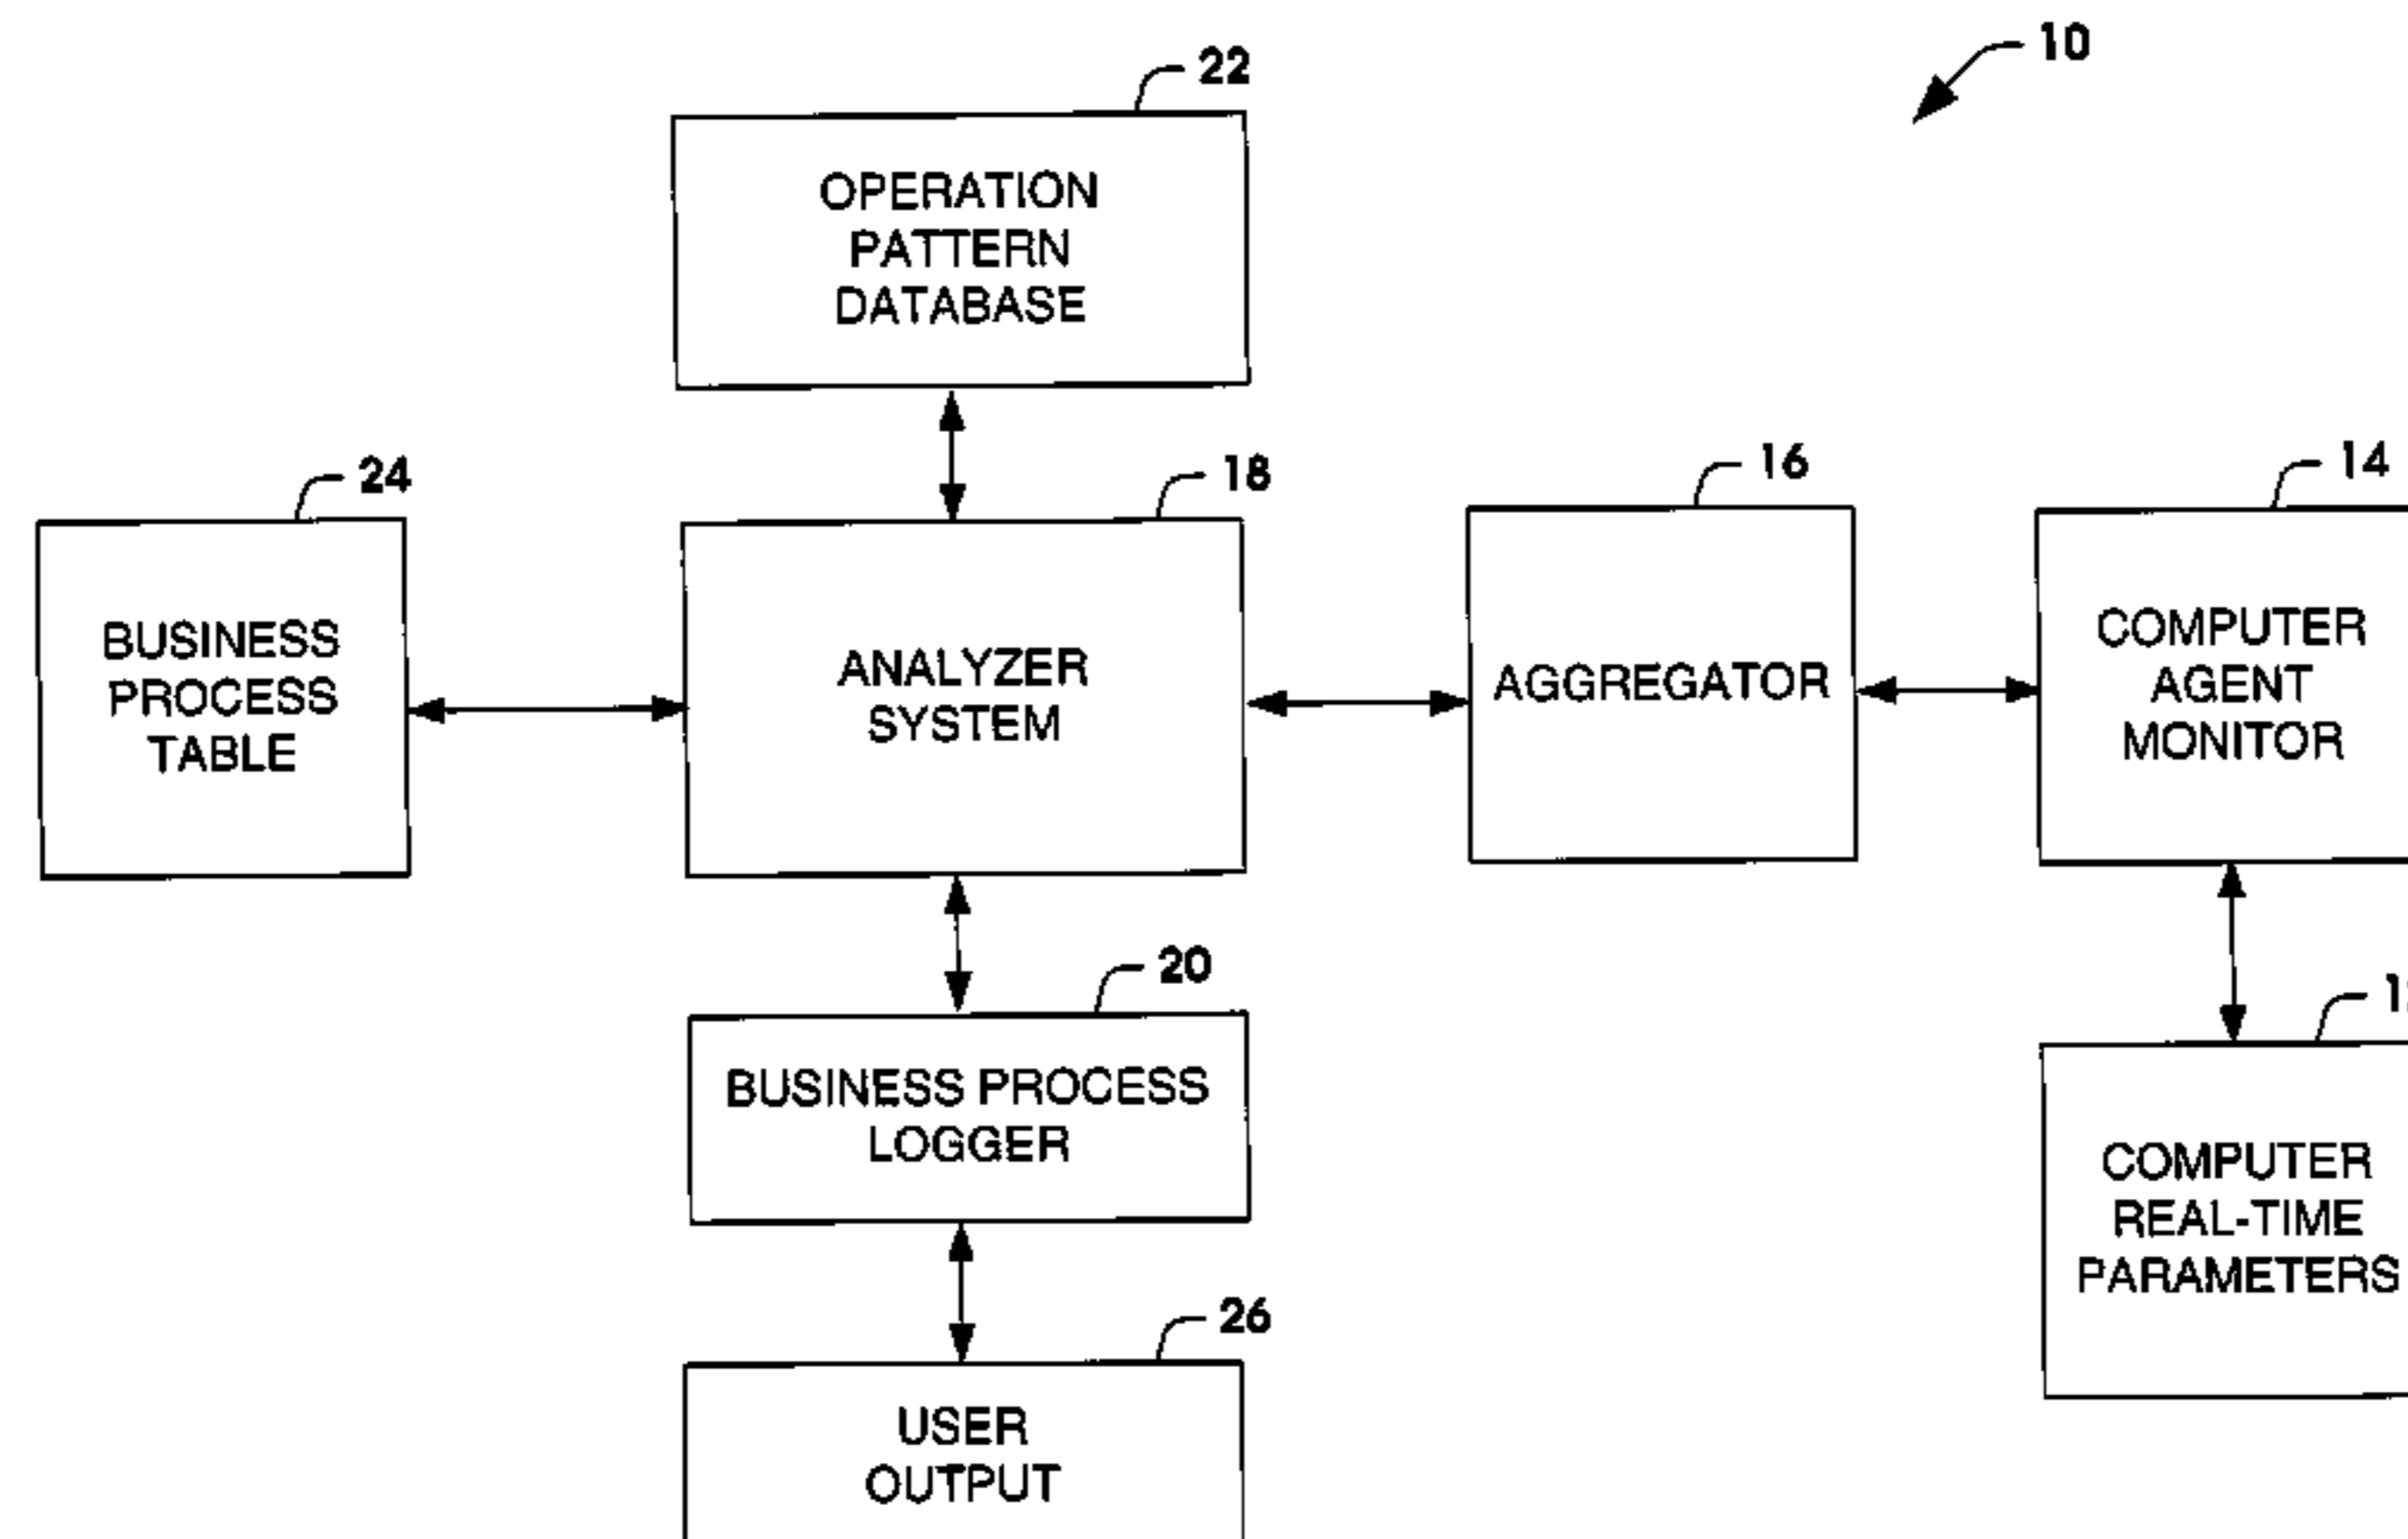 10
22
OPERATION
PATTERN
DATABASE
24
18
16
14
BUSINESS
PROCESS
TABLE
ANALYZER
SYSTEM
AGGREGATOR
COMPUTER
AGENT
MONITOR
20
BUSINESS PROCESS
LOGGER
COMPUTER
REAL-TIME
PARAMETERS
26
USER
OUTPUT